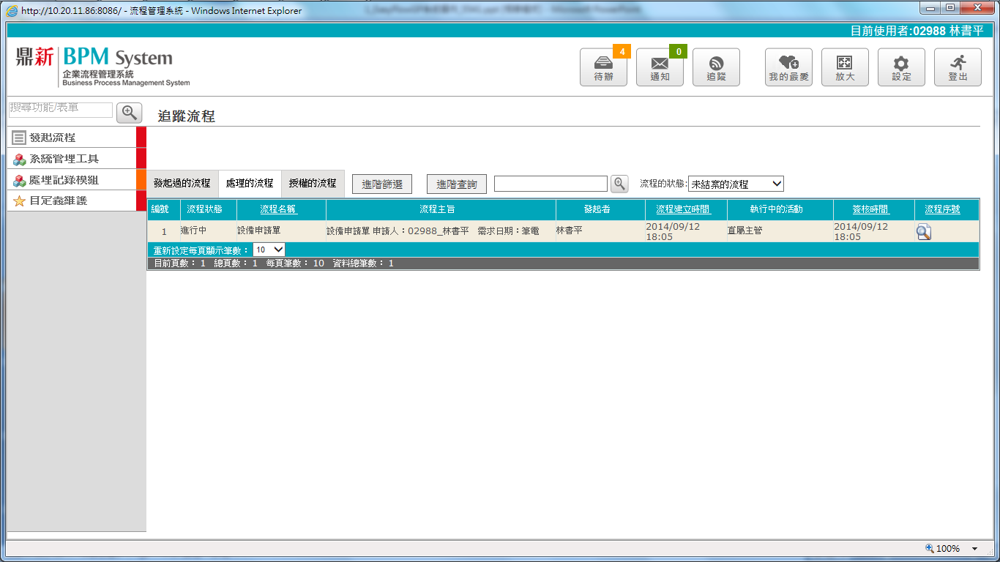 http://10.20.11.86:8086/ - 流程管理系統 - Windows Internet Explorer
目前使用者:02988 林書平
鼎新 BPM System
企業流程管理系統
Business Process Management System
4 0
待辦 通知 追蹤 我的最愛 放大 設定 登出
搜尋功能/表單
追蹤流程
發起流程
系統管理工具
處理記錄模組
自定義維護
發起過的流程 處理的流程 授權的流程 進階篩選 進階查詢 流程的狀態: 未結案的流程
編號 流程狀態 流程名稱 流程主旨 發起者 流程建立時間 執行中的活動 簽核時間 流程序號
1 進行中 設備申請單 設備申請單 申請人：02988_林書平 需求日期：筆電 林書平 2014/09/12 18:05 直屬主管 2014/09/12 18:05
重新設定每頁顯示筆數： 10
目前頁數： 1 總頁數： 1 每頁筆數： 10 資料總筆數： 1
100%